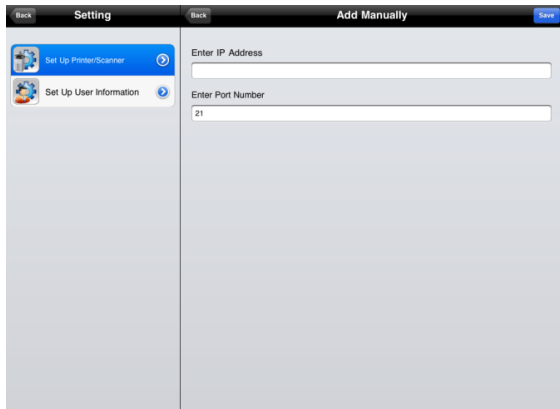 Back
Setting
Back
Add Manually
Save
Set Up Printer/Scanner
Set Up User Information
Enter IP Address
Enter Port Number
21